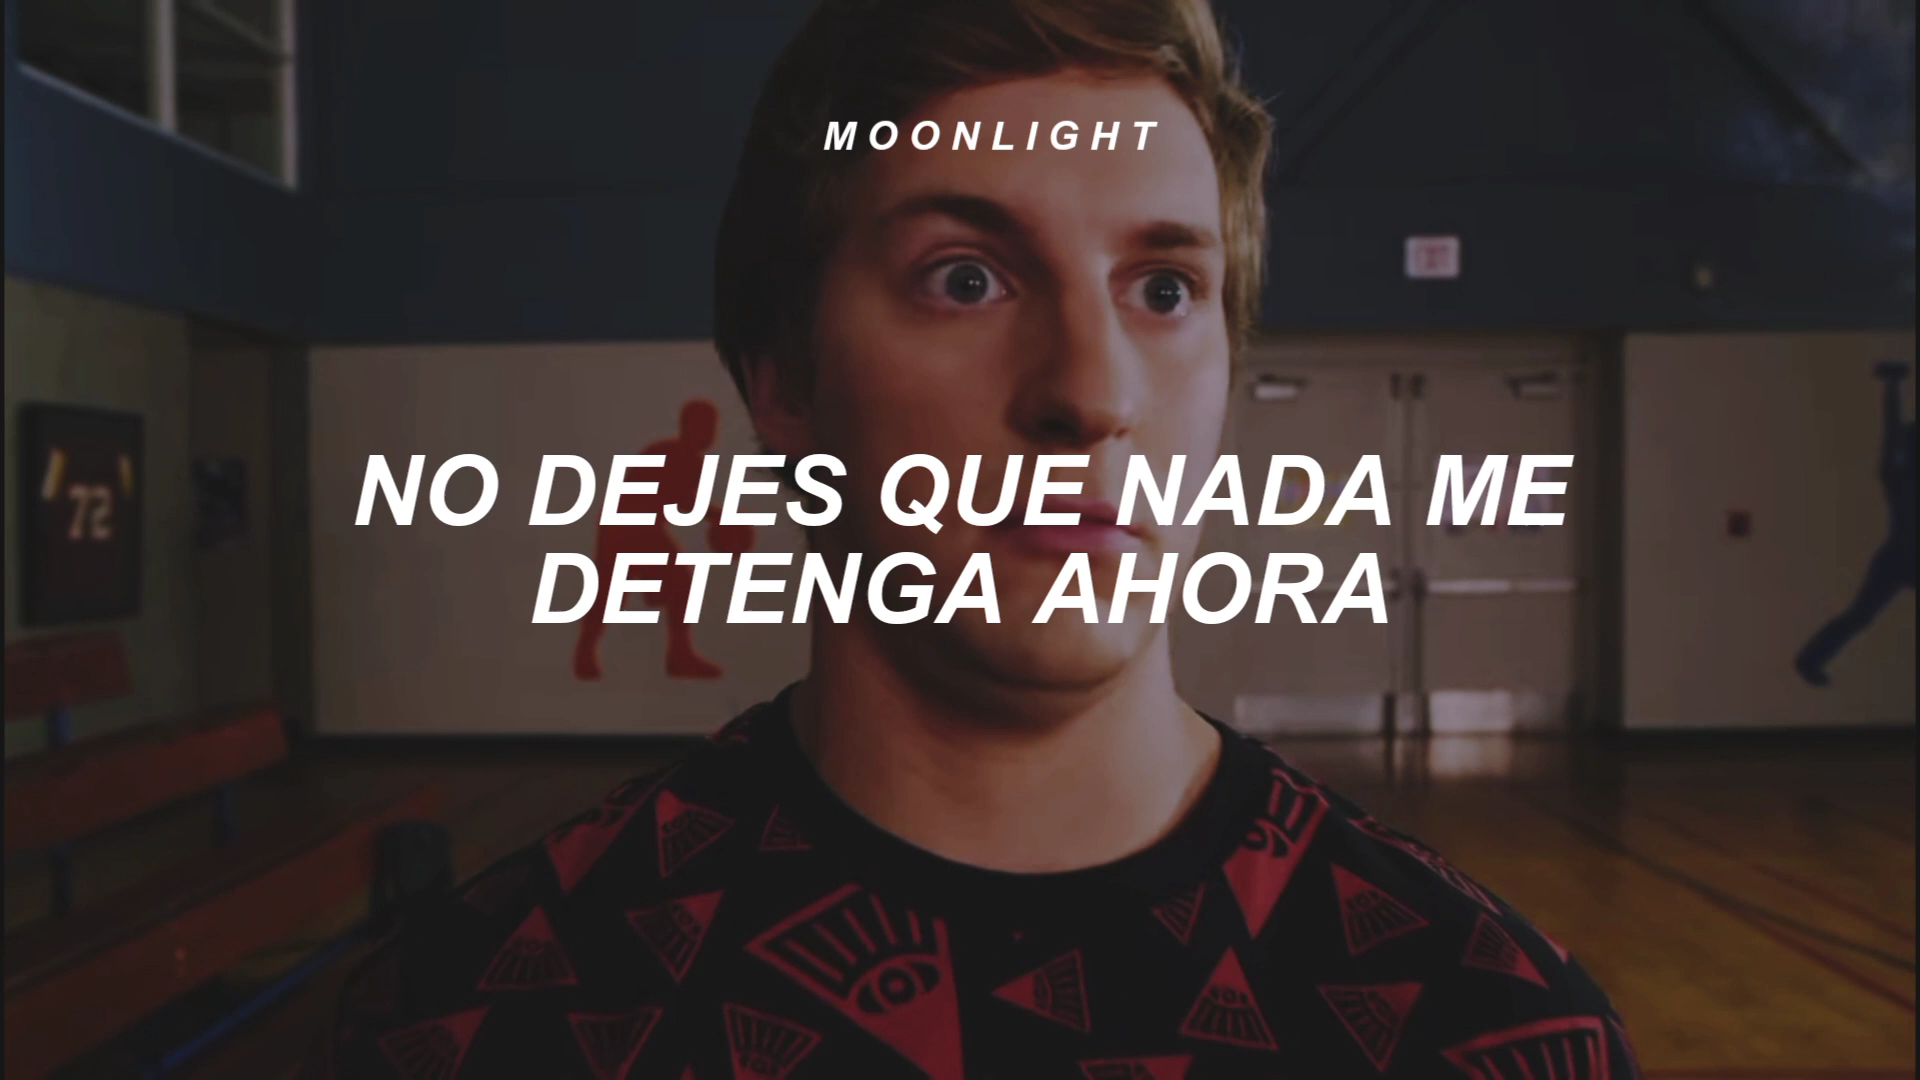 MOONLIGHT
NO DEJES QUE NADA ME
DETENGA AHORA
72